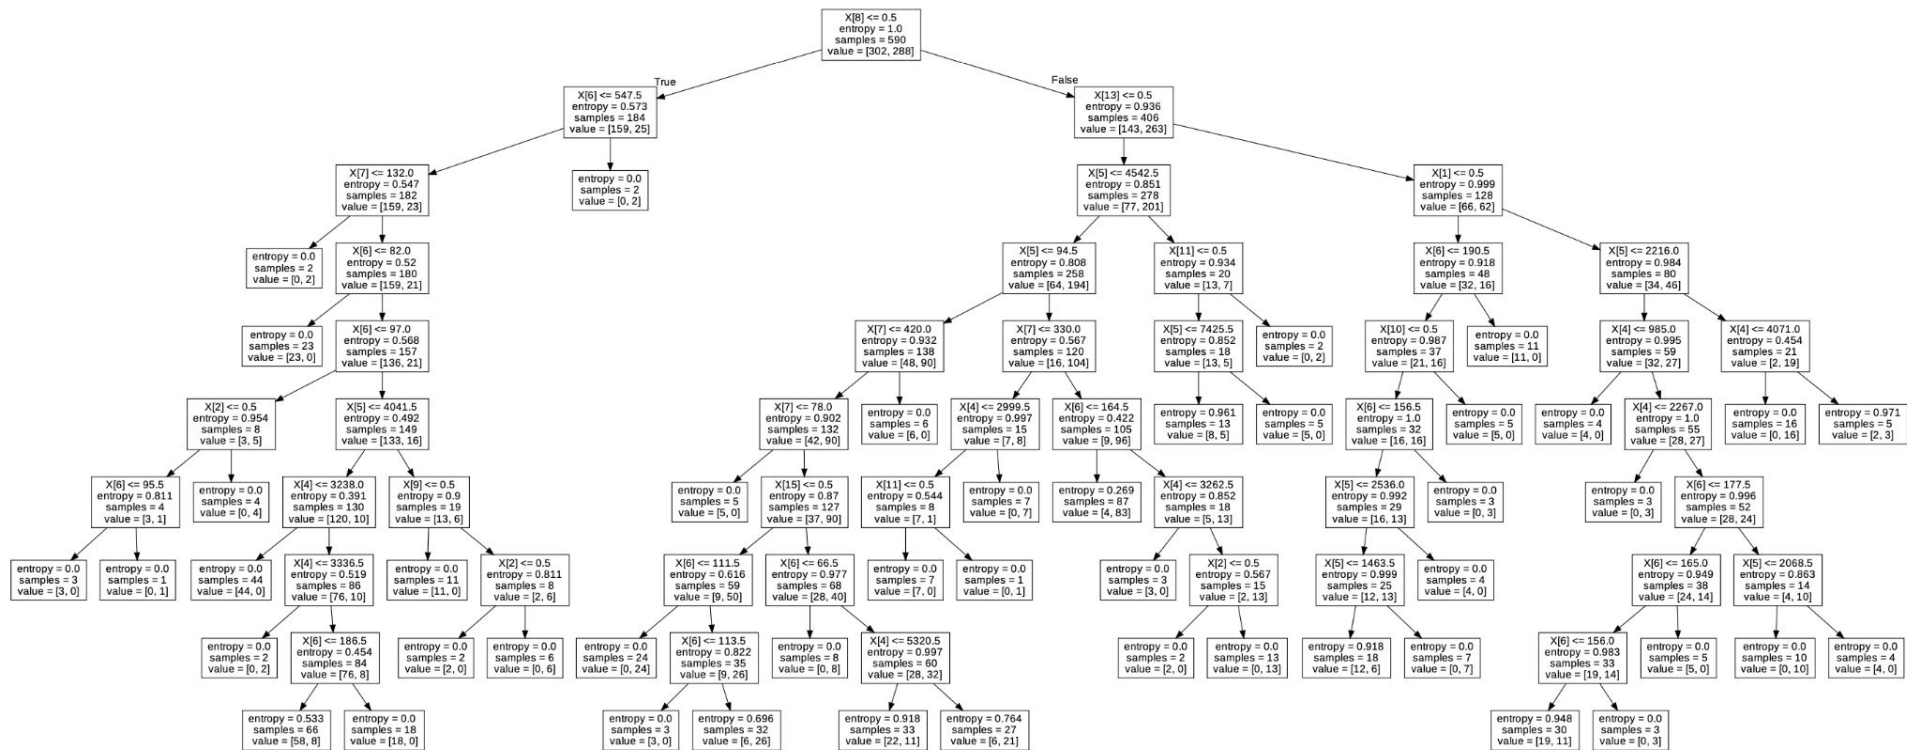 X[8] <= 0.5
entropy = 1.0
samples = 590
value = [302, 288]
True
False
X[6] <= 547.5
entropy = 0.573
samples = 184
value = [159, 25]
X[13] <= 0.5
entropy = 0.936
samples = 406
value = [143, 263]
X[7] <= 132.0
entropy = 0.547
samples = 182
value = [159, 23]
entropy = 0.0
samples = 2
value = [0, 2]
X[5] <= 4542.5
entropy = 0.851
samples = 278
value = [77, 201]
X[1] <= 0.5
entropy = 0.999
samples = 128
value = [66, 62]
entropy = 0.0
samples = 2
value = [0, 2]
X[6] <= 82.0
entropy = 0.52
samples = 180
value = [159, 21]
X[5] <= 94.5
entropy = 0.808
samples = 258
value = [64, 194]
X[11] <= 0.5
entropy = 0.934
samples = 20
value = [13, 7]
X[6] <= 190.5
entropy = 0.918
samples = 48
value = [32, 16]
X[5] <= 2216.0
entropy = 0.984
samples = 80
value = [34, 46]
entropy = 0.0
samples = 23
value = [23, 0]
X[6] <= 97.0
entropy = 0.568
samples = 157
value = [136, 21]
X[7] <= 420.0
entropy = 0.932
samples = 138
value = [48, 90]
X[7] <= 330.0
entropy = 0.567
samples = 120
value = [16, 104]
X[5] <= 7425.5
entropy = 0.852
samples = 18
value = [13, 5]
entropy = 0.0
samples = 2
value = [0, 2]
X[10] <= 0.5
entropy = 0.987
samples = 37
value = [21, 16]
entropy = 0.0
samples = 11
value = [11, 0]
X[4] <= 985.0
entropy = 0.995
samples = 59
value = [32, 27]
X[4] <= 4071.0
entropy = 0.454
samples = 21
value = [2, 19]
X[2] <= 0.5
entropy = 0.954
samples = 8
value = [3, 5]
X[5] <= 4041.5
entropy = 0.492
samples = 149
value = [133, 16]
X[7] <= 78.0
entropy = 0.902
samples = 132
value = [42, 90]
entropy = 0.0
samples = 6
value = [6, 0]
X[4] <= 2999.5
entropy = 0.997
samples = 15
value = [7, 8]
X[6] <= 164.5
entropy = 0.422
samples = 105
value = [9, 96]
entropy = 0.961
samples = 13
value = [8, 5]
entropy = 0.0
samples = 5
value = [5, 0]
X[6] <= 156.5
entropy = 1.0
samples = 32
value = [16, 16]
entropy = 0.0
samples = 5
value = [5, 0]
entropy = 0.0
samples = 4
value = [4, 0]
X[4] <= 2267.0
entropy = 1.0
samples = 55
value = [28, 27]
entropy = 0.0
samples = 16
value = [0, 16]
entropy = 0.971
samples = 5
value = [2, 3]
X[6] <= 95.5
entropy = 0.811
samples = 4
value = [3, 1]
entropy = 0.0
samples = 4
value = [0, 4]
X[4] <= 3238.0
entropy = 0.391
samples = 130
value = [120, 10]
X[9] <= 0.5
entropy = 0.9
samples = 19
value = [13, 6]
entropy = 0.0
samples = 5
value = [5, 0]
X[15] <= 0.5
entropy = 0.87
samples = 127
value = [37, 90]
X[11] <= 0.5
entropy = 0.544
samples = 8
value = [7, 1]
entropy = 0.0
samples = 7
value = [0, 7]
entropy = 0.269
samples = 87
value = [4, 83]
X[4] <= 3262.5
entropy = 0.852
samples = 18
value = [5, 13]
X[5] <= 2536.0
entropy = 0.992
samples = 29
value = [16, 13]
entropy = 0.0
samples = 3
value = [0, 3]
entropy = 0.0
samples = 3
value = [0, 3]
X[6] <= 177.5
entropy = 0.996
samples = 52
value = [28, 24]
entropy = 0.0
samples = 3
value = [3, 0]
entropy = 0.0
samples = 1
value = [0, 1]
entropy = 0.0
samples = 44
value = [44, 0]
X[4] <= 3336.5
entropy = 0.519
samples = 86
value = [76, 10]
entropy = 0.0
samples = 11
value = [11, 0]
X[2] <= 0.5
entropy = 0.811
samples = 8
value = [2, 6]
X[6] <= 111.5
entropy = 0.616
samples = 59
value = [9, 50]
X[6] <= 66.5
entropy = 0.977
samples = 68
value = [28, 40]
entropy = 0.0
samples = 7
value = [7, 0]
entropy = 0.0
samples = 1
value = [0, 1]
entropy = 0.0
samples = 3
value = [3, 0]
X[2] <= 0.5
entropy = 0.567
samples = 15
value = [2, 13]
X[5] <= 1463.5
entropy = 0.999
samples = 25
value = [12, 13]
entropy = 0.0
samples = 4
value = [4, 0]
X[6] <= 165.0
entropy = 0.949
samples = 38
value = [24, 14]
X[5] <= 2068.5
entropy = 0.863
samples = 14
value = [4, 10]
entropy = 0.0
samples = 2
value = [0, 2]
X[6] <= 186.5
entropy = 0.454
samples = 84
value = [76, 8]
entropy = 0.0
samples = 2
value = [2, 0]
entropy = 0.0
samples = 6
value = [0, 6]
entropy = 0.0
samples = 24
value = [0, 24]
X[6] <= 113.5
entropy = 0.822
samples = 35
value = [9, 26]
entropy = 0.0
samples = 8
value = [0, 8]
X[4] <= 5320.5
entropy = 0.997
samples = 60
value = [28, 32]
entropy = 0.0
samples = 2
value = [2, 0]
entropy = 0.0
samples = 13
value = [0, 13]
entropy = 0.918
samples = 18
value = [12, 6]
entropy = 0.0
samples = 7
value = [0, 7]
X[6] <= 156.0
entropy = 0.983
samples = 33
value = [19, 14]
entropy = 0.0
samples = 5
value = [5, 0]
entropy = 0.0
samples = 10
value = [0, 10]
entropy = 0.0
samples = 4
value = [4, 0]
entropy = 0.533
samples = 66
value = [58, 8]
entropy = 0.0
samples = 18
value = [18, 0]
entropy = 0.0
samples = 3
value = [3, 0]
entropy = 0.696
samples = 32
value = [6, 26]
entropy = 0.918
samples = 33
value = [22, 11]
entropy = 0.764
samples = 27
value = [6, 21]
entropy = 0.948
samples = 30
value = [19, 11]
entropy = 0.0
samples = 3
value = [0, 3]